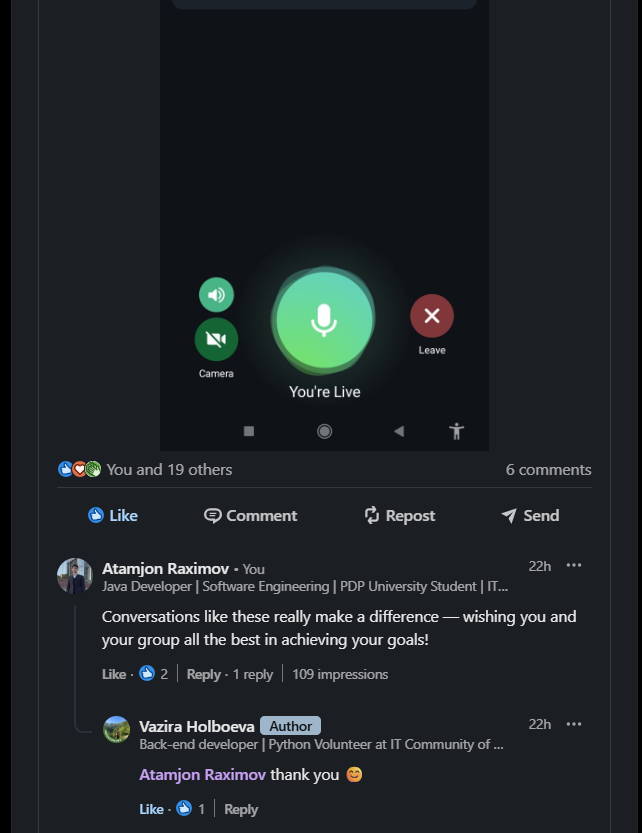 Camera
Leave
You're Live
You and 19 others
6 comments
Like
Comment
Repost
Send
Atamjon Raximov • You
22h
Java Developer | Software Engineering | PDP University Student | IT...
Conversations like these really make a difference — wishing you and
your group all the best in achieving your goals!
Like · 2 | Reply · 1 reply | 109 impressions
Vazira Holboeva Author
22h
Back-end developer | Python Volunteer at IT Community of ...
Atamjon Raximov thank you 😊
Like · 1 | Reply